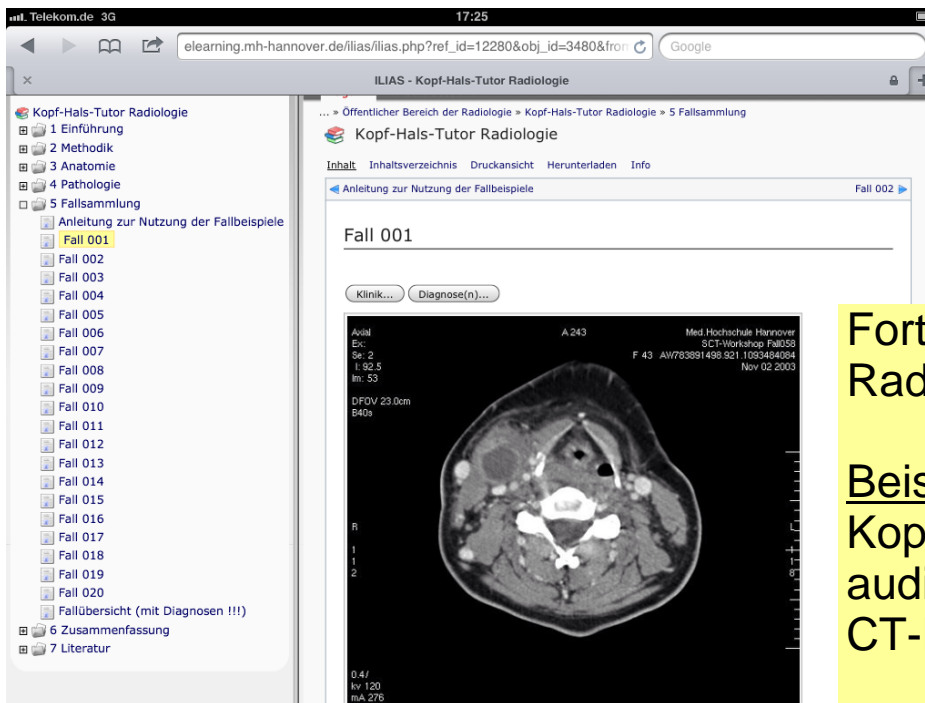 Telekom.de 3G
17:25
elearning.mh-hannover.de/ilias/ilias.php?ref_id=12280&obj_id=3480&fron
Google
ILIAS - Kopf-Hals-Tutor Radiologie
Kopf-Hals-Tutor Radiologie
1 Einführung
2 Methodik
3 Anatomie
4 Pathologie
5 Fallsammlung
Anleitung zur Nutzung der Fallbeispiele
Fall 001
Fall 002
Fall 003
Fall 004
Fall 005
Fall 006
Fall 007
Fall 008
Fall 009
Fall 010
Fall 011
Fall 012
Fall 013
Fall 014
Fall 015
Fall 016
Fall 017
Fall 018
Fall 019
Fall 020
Fallübersicht (mit Diagnosen !!!)
6 Zusammenfassung
7 Literatur
... » Öffentlicher Bereich der Radiologie » Kopf-Hals-Tutor Radiologie » 5 Fallsammlung
Kopf-Hals-Tutor Radiologie
Inhalt Inhaltsverzeichnis Druckansicht Herunterladen Info
Anleitung zur Nutzung der Fallbeispiele Fall 002
Fall 001
Klinik... Diagnose(n)...
Axial A 243 Med.Hochschule Hannover
Ex: SCT-Workshop Fall058
Se: 2 F 43 AW783891498.921.1093484084
I: 92.5 Nov 02 2003
Im: 53
DFOV 23.0cm
B40s
R
1
1
2
kv 120
mA 276
Fort
Rad
Beis
Kop
audi
CT-